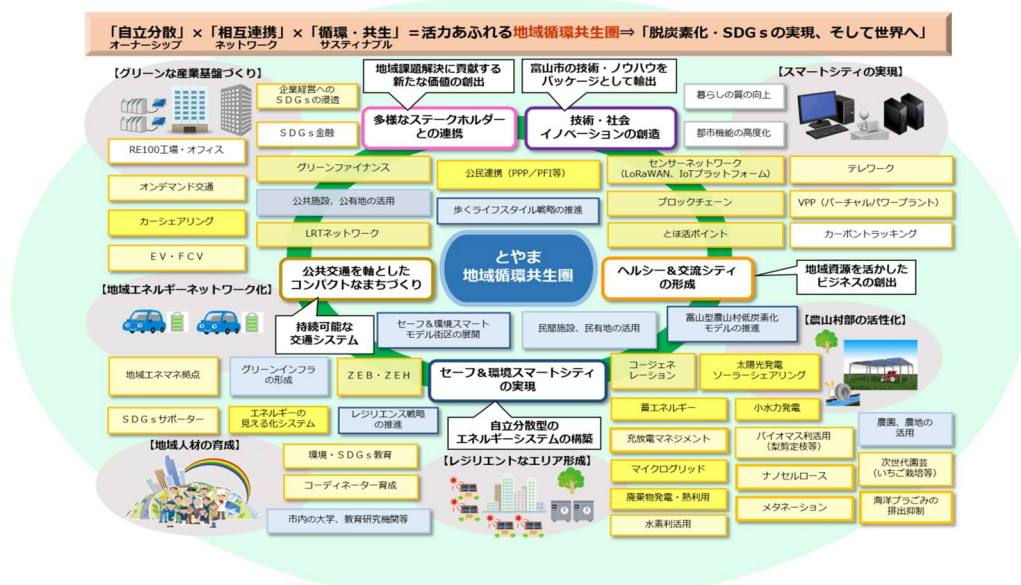 「自立分散」×「相互連携」×「循環・共生」＝活力あふれる地域循環共生圏⇒「脱炭素化・SDGｓの実現、そして世界へ」
オーナーシップ　ネットワーク　サスティナブル
【グリーンな産業基盤づくり】
企業経営への
ＳＤＧｓの浸透
ＳＤＧｓ金融
RE100工場・オフィス
オンデマンド交通
カーシェアリング
ＥＶ・ＦＣＶ
地域課題解決に貢献する
新たな価値の創出
多様なステークホルダー
との連携
富山市の技術・ノウハウを
パッケージとして輸出
技術・社会
イノベーションの創造
暮らしの質の向上
都市機能の高度化
【スマートシティの実現】
グリーンファイナンス
公共施設、公有地の活用
LRTネットワーク
公民連携（PPP／PFI等）
歩くライフスタイル戦略の推進
センサーネットワーク
（LoRaWAN、IoTプラットフォーム）
ブロックチェーン
とほ活ポイント
テレワーク
VPP（バーチャルパワープラント）
カーボントラッキング
とやま
地域循環共生圏
公共交通を軸とした
コンパクトなまちづくり
持続可能な
交通システム
ヘルシー＆交流シティ
の形成
地域資源を活かした
ビジネスの創出
【地域エネルギーネットワーク化】
セーフ＆環境スマート
モデル街区の展開
民間施設、民有地の活用
富山型農山村低炭素化
モデルの推進
【農山村部の活性化】
地域エネマネ拠点
グリーンインフラ
の形成
ＺＥＢ・ＺＥＨ
ＳＤＧｓサポーター
エネルギーの
見える化システム
レジリエンス戦略
の推進
セーフ＆環境スマートシティ
の実現
自立分散型の
エネルギーシステムの構築
コージェネ
レーション
太陽光発電
ソーラーシェアリング
蓄エネルギー
小水力発電
充放電マネジメント
バイオマス利活用
（梨剪定枝等）
農園、農地の
活用
マイクログリッド
ナノセルロース
次世代園芸
（いちご栽培等）
廃棄物発電・熱利用
メタネーション
海洋プラごみの
排出抑制
水素利活用
【地域人材の育成】
環境・ＳＤＧｓ教育
コーディネーター育成
市内の大学、教育研究機関等
【レジリエントなエリア形成】